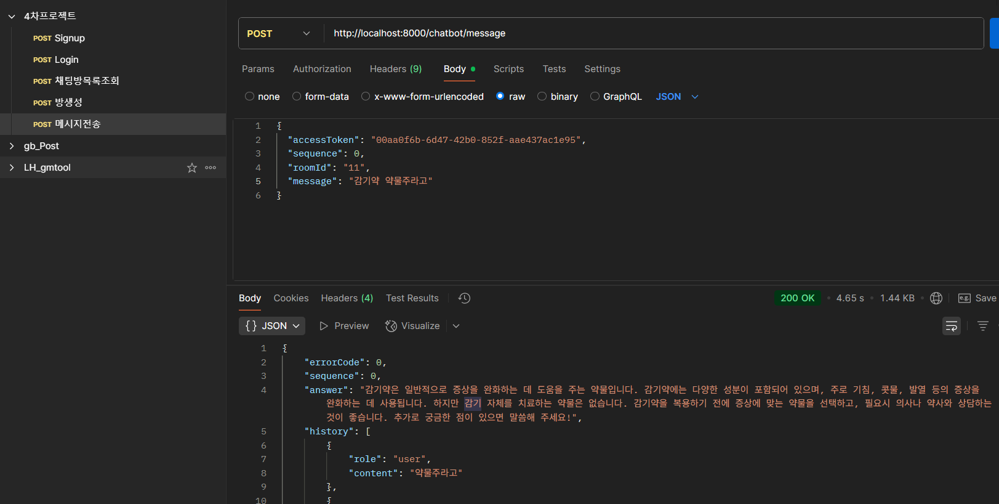 4차프로젝트
POST Signup
POST Login
POST 채팅방목록조회
POST 방생성
POST 메시지전송
gb_Post
LH_gmtool
POST http://localhost:8000/chatbot/message
Params Authorization Headers (9) Body Scripts Tests Settings
none form-data x-www-form-urlencoded raw binary GraphQL JSON
1 {
2 "accessToken": "00aa0f6b-6d47-42b0-852f-aae437ac1e95",
3 "sequence": 0,
4 "roomId": "11",
5 "message": "감기약 약물주라고"
6 }
Body Cookies Headers (4) Test Results 200 OK 4.65 s 1.44 KB e.g. Save
{} JSON Preview Visualize
1 {
2 "errorCode": 0,
3 "sequence": 0,
4 "answer": "감기약은 일반적으로 증상을 완화하는 데 도움을 주는 약물입니다. 감기약에는 다양한 성분이 포함되어 있으며, 주로 기침, 콧물, 발열 등의 증상을
완화하는 데 사용됩니다. 하지만 감기 자체를 치료하는 약물은 없습니다. 감기약을 복용하기 전에 증상에 맞는 약물을 선택하고, 필요시 의사나 약사와 상담하는
것이 좋습니다. 추가로 궁금한 점이 있으면 말씀해 주세요!",
5 "history": [
6 {
7 "role": "user",
8 "content": "약물주라고"
9 },
10 {